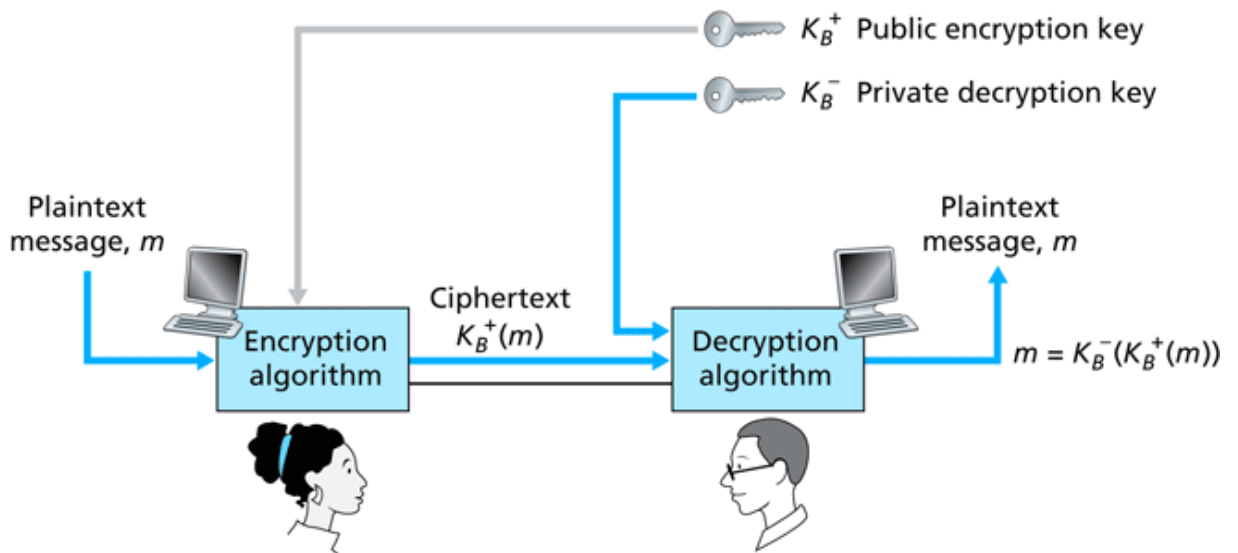 K_B^+ Public encryption key
K_B^− Private decryption key
Plaintext
message, m
Plaintext
message, m
Ciphertext
K_B^+(m)
Encryption
algorithm
Decryption
algorithm
m = K_B^−(K_B^+(m))